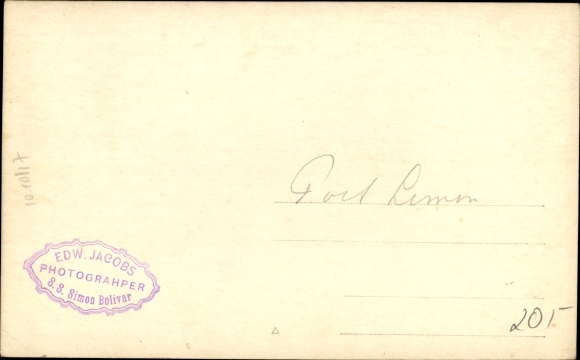 Port Limon
EDW. JACOBS
PHOTOGRAHPER
S. S. Simon Bolivar
205